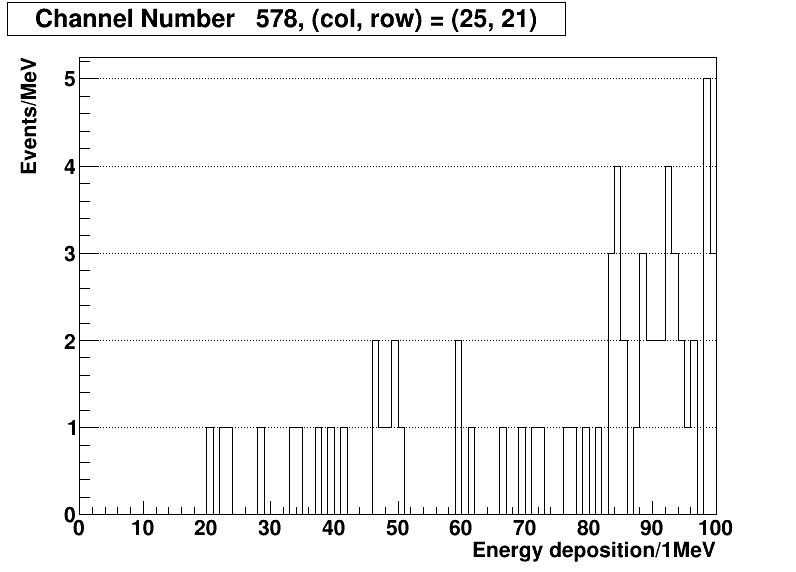 Channel Number 578, (col, row) = (25, 21)
Events/MeV
5
4
3
2
1
0
0 10 20 30 40 50 60 70 80 90 100
Energy deposition/1MeV